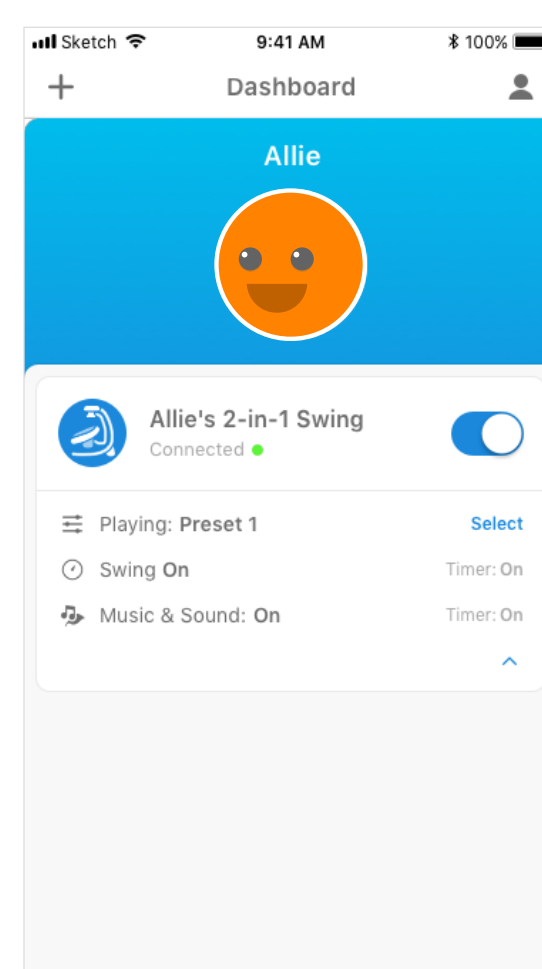 Sketch 9:41 AM 100%
Dashboard
Allie
Allie's 2-in-1 Swing
Connected
Playing: Preset 1 Select
Swing On Timer: On
Music & Sound: On Timer: On